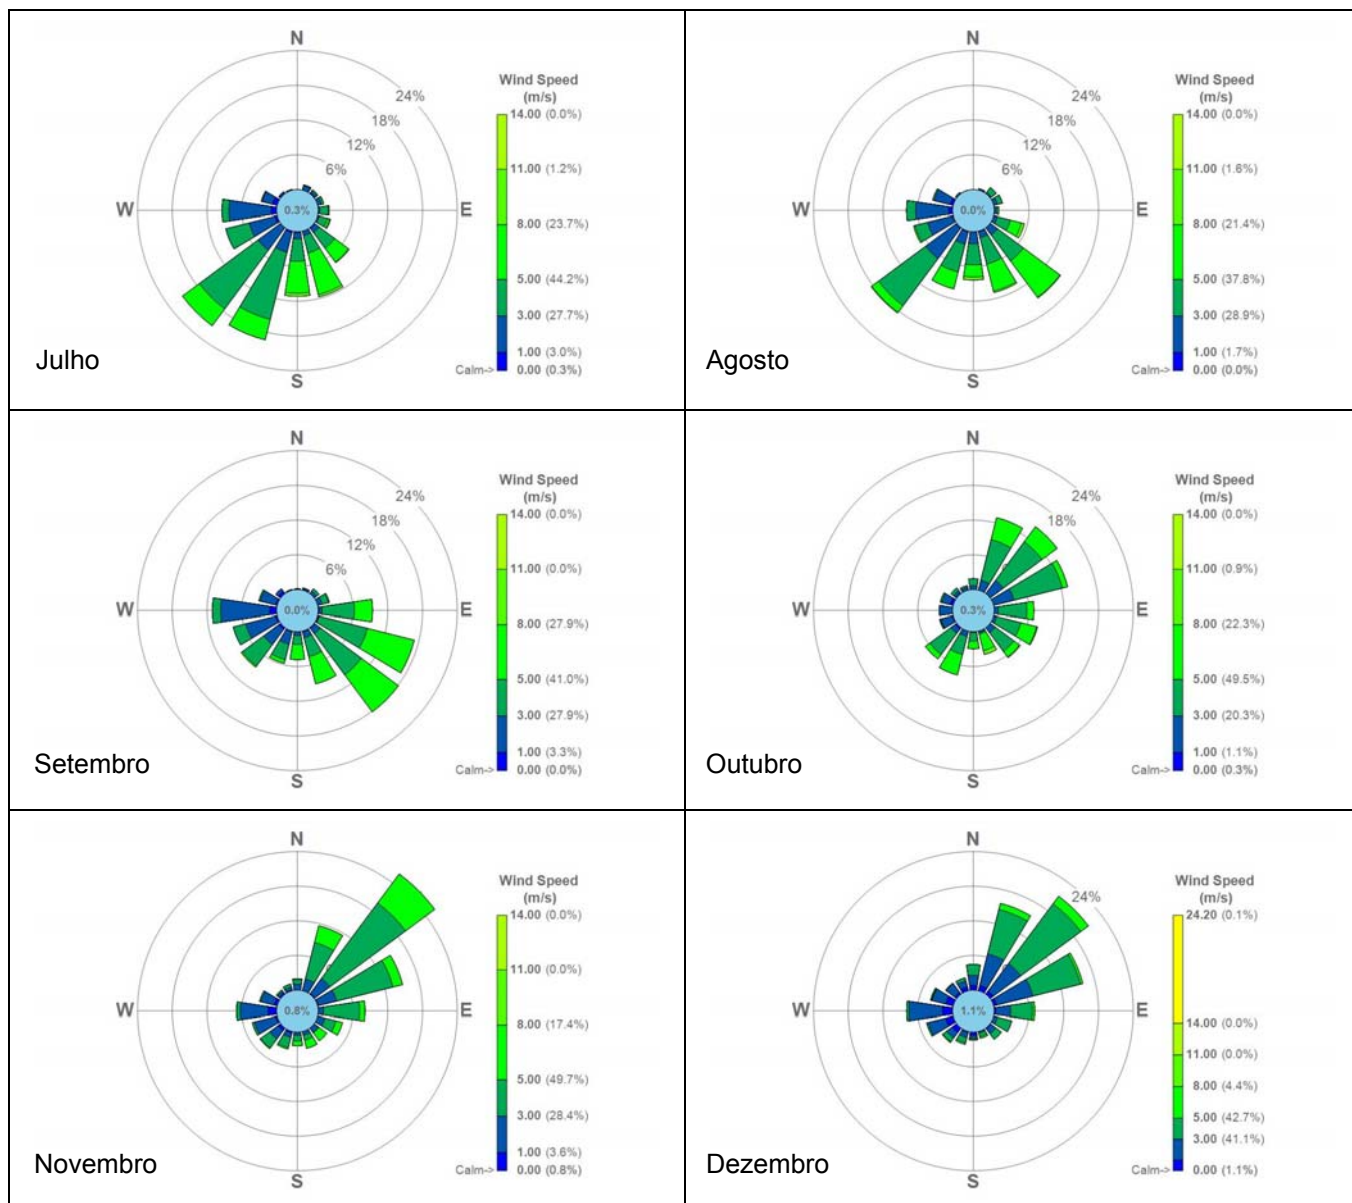 N
24%
18%
12%
6%
W
0.3%
E
S
Wind Speed
(m/s)
14.00 (0.0%)
11.00 (1.2%)
8.00 (23.7%)
5.00 (44.2%)
3.00 (27.7%)
1.00 (3.0%)
Calm-> 0.00 (0.3%)
Julho
N
24%
18%
12%
6%
W
0.0%
E
S
Wind Speed
(m/s)
14.00 (0.0%)
11.00 (1.6%)
8.00 (21.4%)
5.00 (37.8%)
3.00 (28.9%)
1.00 (1.7%)
Calm-> 0.00 (0.0%)
Agosto
N
24%
18%
12%
6%
W
0.0%
E
S
Wind Speed
(m/s)
14.00 (0.0%)
11.00 (0.0%)
8.00 (27.9%)
5.00 (41.0%)
3.00 (27.9%)
1.00 (3.3%)
Calm-> 0.00 (0.0%)
Setembro
N
24%
18%
W
0.3%
E
S
Wind Speed
(m/s)
14.00 (0.0%)
11.00 (0.9%)
8.00 (22.3%)
5.00 (49.5%)
3.00 (20.3%)
1.00 (1.1%)
Calm-> 0.00 (0.3%)
Outubro
N
W
0.8%
E
S
Wind Speed
(m/s)
14.00 (0.0%)
11.00 (0.0%)
8.00 (17.4%)
5.00 (49.7%)
3.00 (28.4%)
1.00 (3.6%)
Calm-> 0.00 (0.8%)
Novembro
N
24%
W
1.1%
E
S
Wind Speed
(m/s)
24.20 (0.1%)
14.00 (0.0%)
11.00 (0.0%)
8.00 (4.4%)
5.00 (42.7%)
3.00 (41.1%)
Calm-> 0.00 (1.1%)
Dezembro